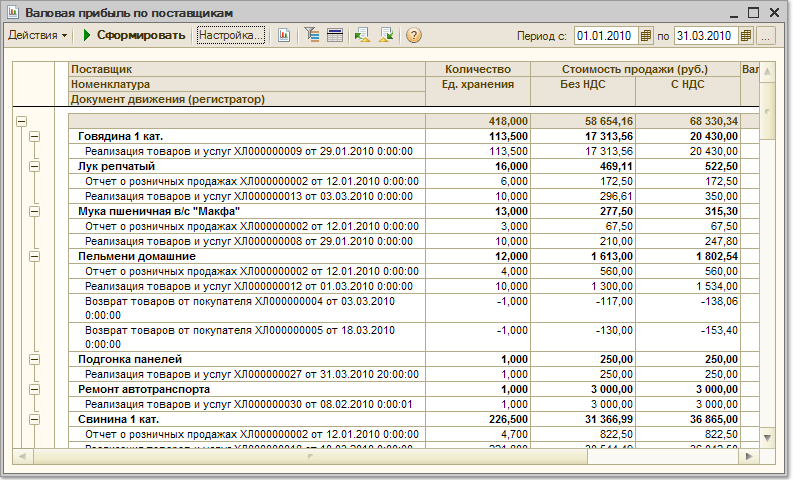 Валовая прибыль по поставщикам
Действия Сформировать Настройка... Период с: 01.01.2010 по 31.03.2010 ...
Поставщик Количество Стоимость продажи (руб.) Вал
Номенклатура Ед. хранения Без НДС С НДС
Документ движения (регистратор)
418,000 58 654,16 68 330,34
Говядина 1 кат. 113,500 17 313,56 20 430,00
Реализация товаров и услуг ХЛ000000009 от 29.01.2010 0:00:00 113,500 17 313,56 20 430,00
Лук репчатый 16,000 469,11 522,50
Отчет о розничных продажах ХЛ000000002 от 12.01.2010 0:00:00 6,000 172,50 172,50
Реализация товаров и услуг ХЛ000000013 от 03.03.2010 0:00:00 10,000 296,61 350,00
Мука пшеничная в/с "Макфа" 13,000 277,50 315,30
Отчет о розничных продажах ХЛ000000002 от 12.01.2010 0:00:00 3,000 67,50 67,50
Реализация товаров и услуг ХЛ000000008 от 29.01.2010 0:00:00 10,000 210,00 247,80
Пельмени домашние 12,000 1 613,00 1 802,54
Отчет о розничных продажах ХЛ000000002 от 12.01.2010 0:00:00 4,000 560,00 560,00
Реализация товаров и услуг ХЛ000000012 от 01.03.2010 0:00:00 10,000 1 300,00 1 534,00
Возврат товаров от покупателя ХЛ000000004 от 03.03.2010 -1,000 -117,00 -138,06
0:00:00
Возврат товаров от покупателя ХЛ000000005 от 18.03.2010 -1,000 -130,00 -153,40
0:00:00
Подгонка панелей 1,000 250,00 250,00
Реализация товаров и услуг ХЛ000000027 от 31.03.2010 20:00:00 1,000 250,00 250,00
Ремонт автотранспорта 1,000 3 000,00 3 000,00
Реализация товаров и услуг ХЛ000000030 от 08.02.2010 0:00:01 1,000 3 000,00 3 000,00
Свинина 1 кат. 226,500 31 366,99 36 865,00
Отчет о розничных продажах ХЛ000000002 от 12.01.2010 0:00:00 4,700 822,50 822,50